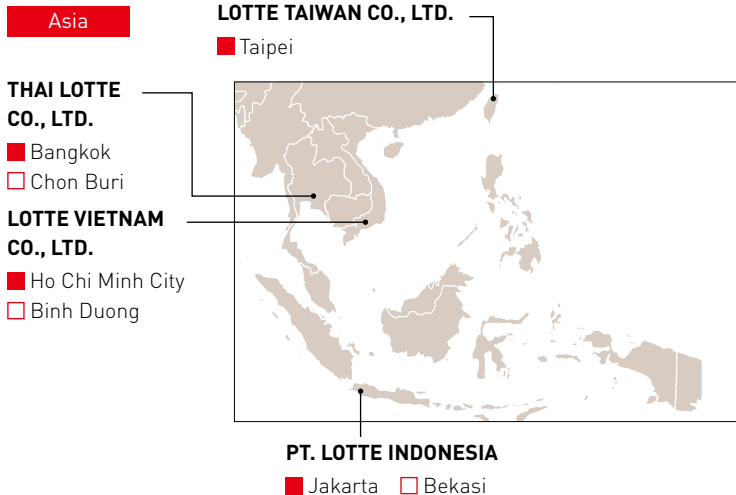 Asia
LOTTE TAIWAN CO., LTD.
Taipei
THAI LOTTE
CO., LTD.
Bangkok
Chon Buri
LOTTE VIETNAM
CO., LTD.
Ho Chi Minh City
Binh Duong
PT. LOTTE INDONESIA
Jakarta Bekasi